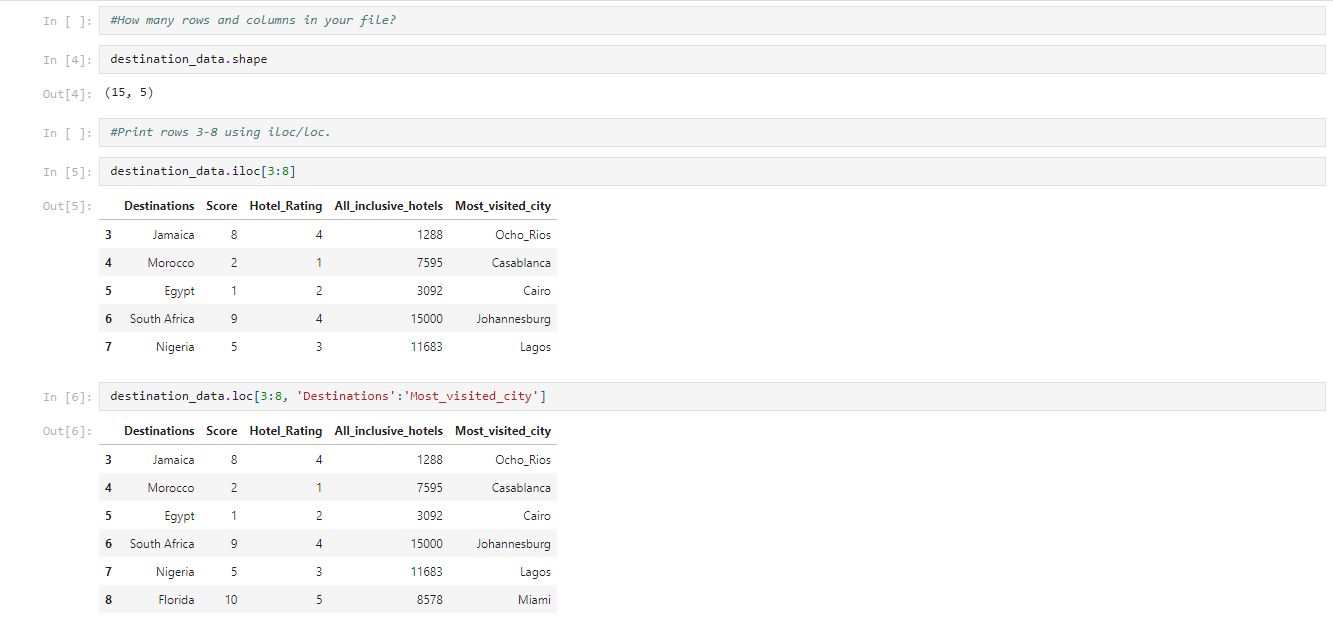 In [ ]: #How many rows and columns in your file?
In [4]: destination_data.shape
Out[4]: (15, 5)
In [ ]: #Print rows 3-8 using iloc/loc.
In [5]: destination_data.iloc[3:8]
Out[5]: Destinations Score Hotel_Rating All_inclusive_hotels Most_visited_city
3 Jamaica 8 4 1288 Ocho_Rios
4 Morocco 2 1 7595 Casablanca
5 Egypt 1 2 3092 Cairo
6 South Africa 9 4 15000 Johannesburg
7 Nigeria 5 3 11683 Lagos
In [6]: destination_data.loc[3:8, 'Destinations':'Most_visited_city']
Out[6]: Destinations Score Hotel_Rating All_inclusive_hotels Most_visited_city
3 Jamaica 8 4 1288 Ocho_Rios
4 Morocco 2 1 7595 Casablanca
5 Egypt 1 2 3092 Cairo
6 South Africa 9 4 15000 Johannesburg
7 Nigeria 5 3 11683 Lagos
8 Florida 10 5 8578 Miami